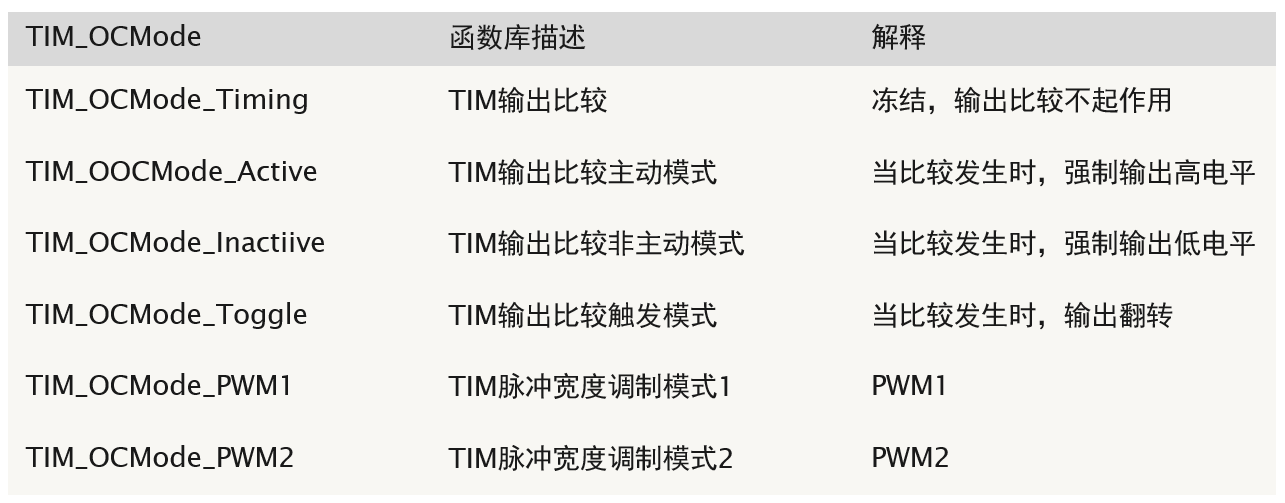 TIM_OCMode 函数库描述 解释
TIM_OCMode_Timing TIM输出比较 冻结，输出比较不起作用
TIM_OOCMode_Active TIM输出比较主动模式 当比较发生时，强制输出高电平
TIM_OCMode_Inactiive TIM输出比较非主动模式 当比较发生时，强制输出低电平
TIM_OCMode_Toggle TIM输出比较触发模式 当比较发生时，输出翻转
TIM_OCMode_PWM1 TIM脉冲宽度调制模式1 PWM1
TIM_OCMode_PWM2 TIM脉冲宽度调制模式2 PWM2